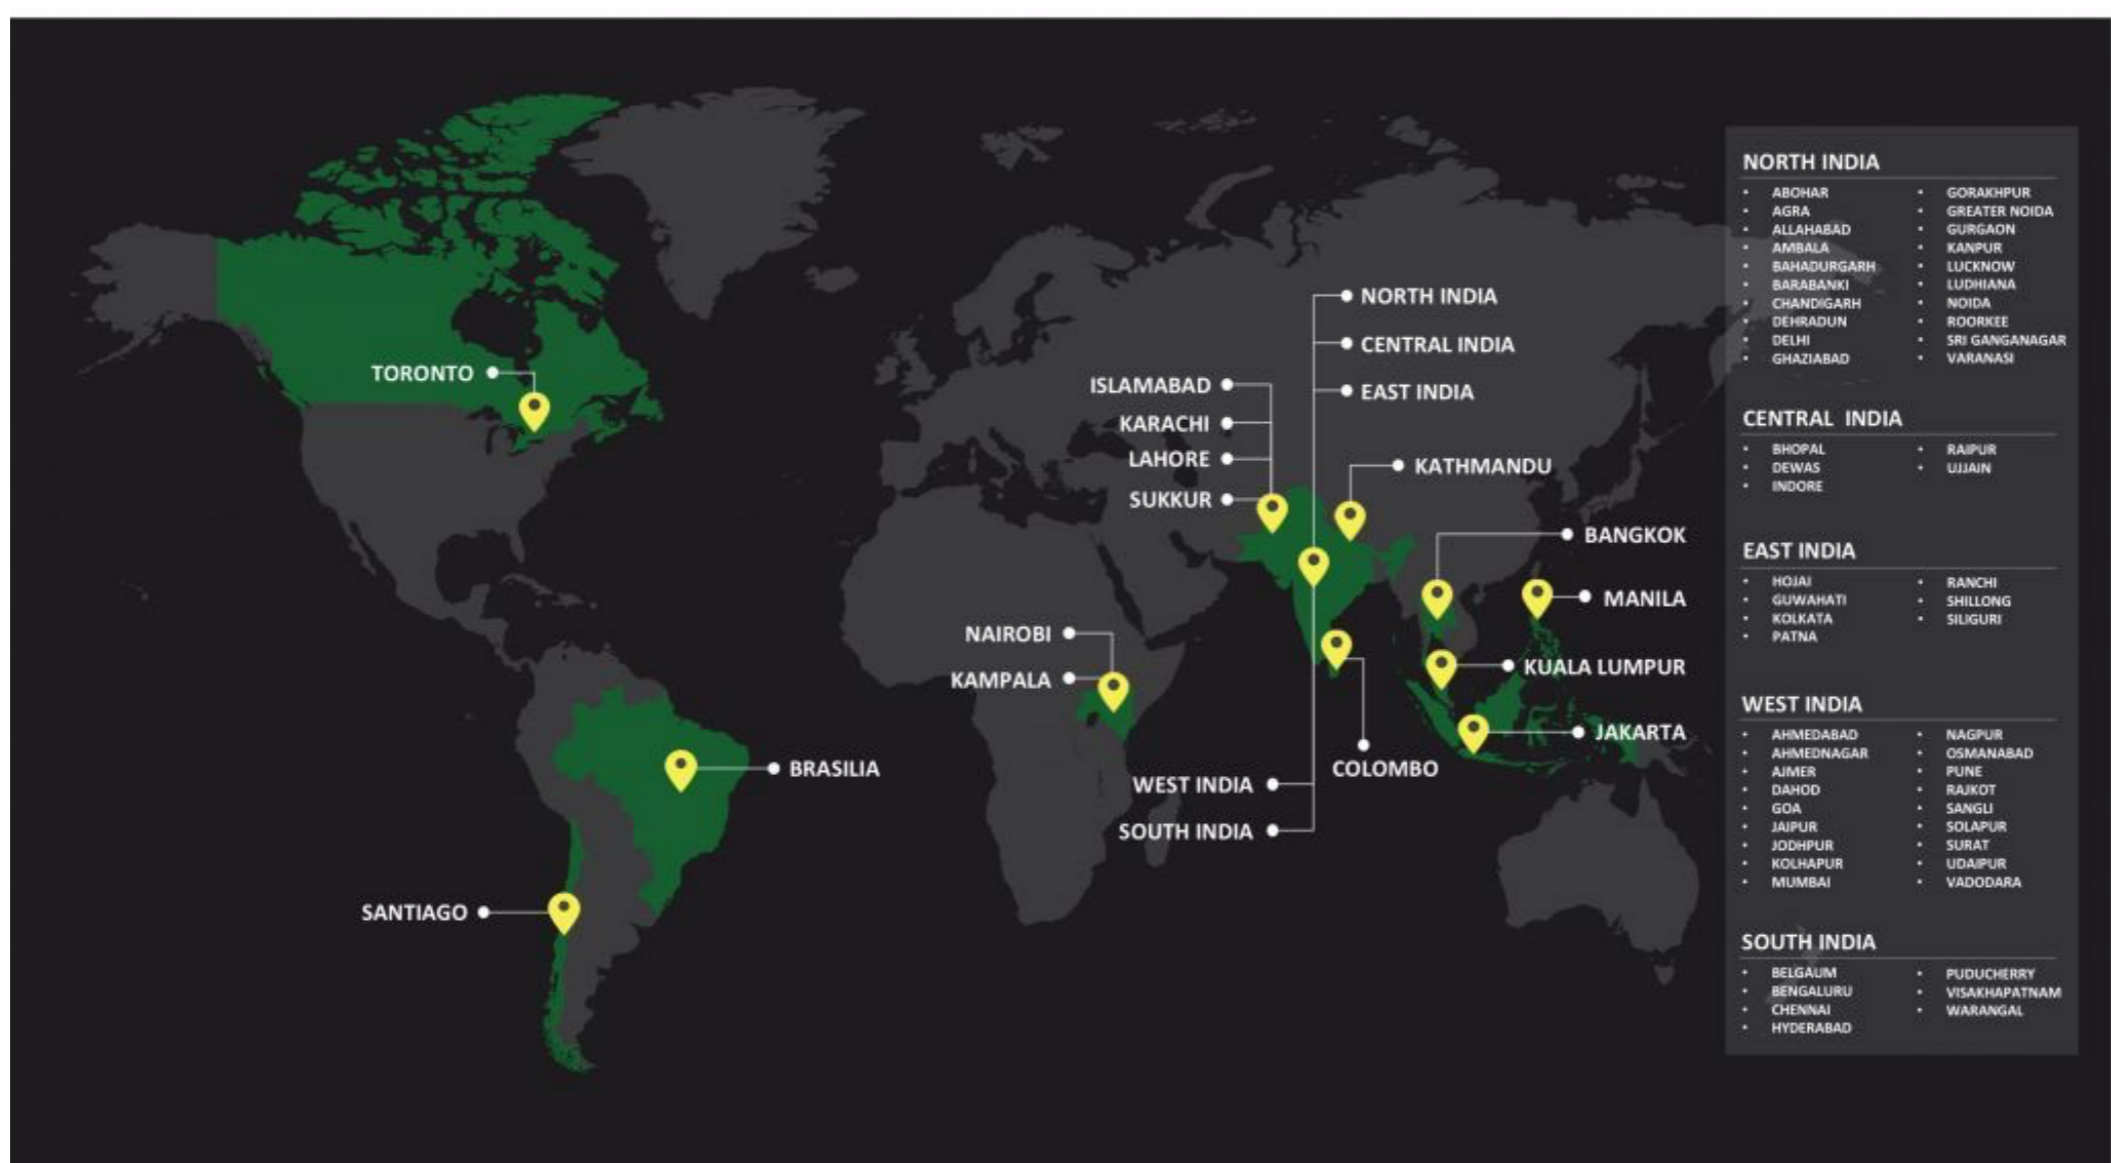 TORONTO
BRASILIA
SANTIAGO
NAIROBI
KAMPALA
ISLAMABAD
KARACHI
LAHORE
SUKKUR
NORTH INDIA
CENTRAL INDIA
EAST INDIA
KATHMANDU
BANGKOK
MANILA
KUALA LUMPUR
JAKARTA
COLOMBO
WEST INDIA
SOUTH INDIA
NORTH INDIA
• ABOHAR
• AGRA
• ALLAHABAD
• AMBALA
• BAHADURGARH
• BARABANKI
• CHANDIGARH
• DEHRADUN
• DELHI
• GHAZIABAD
• GORAKHPUR
• GREATER NOIDA
• GURGAON
• KANPUR
• LUCKNOW
• LUDHIANA
• NOIDA
• ROORKEE
• SRI GANGANAGAR
• VARANASI
CENTRAL INDIA
• BHOPAL
• DEWAS
• INDORE
• RAIPUR
• UJJAIN
EAST INDIA
• HOJAI
• GUWAHATI
• KOLKATA
• PATNA
• RANCHI
• SHILLONG
• SILIGURI
WEST INDIA
• AHMEDABAD
• AHMEDNAGAR
• AJMER
• DAHOD
• GOA
• JAIPUR
• JODHPUR
• KOLHAPUR
• MUMBAI
• NAGPUR
• OSMANABAD
• PUNE
• RAJKOT
• SANGLI
• SOLAPUR
• SURAT
• UDAIPUR
• VADODARA
SOUTH INDIA
• BELGAUM
• BENGALURU
• CHENNAI
• HYDERABAD
• PUDUCHERRY
• VISAKHAPATNAM
• WARANGAL